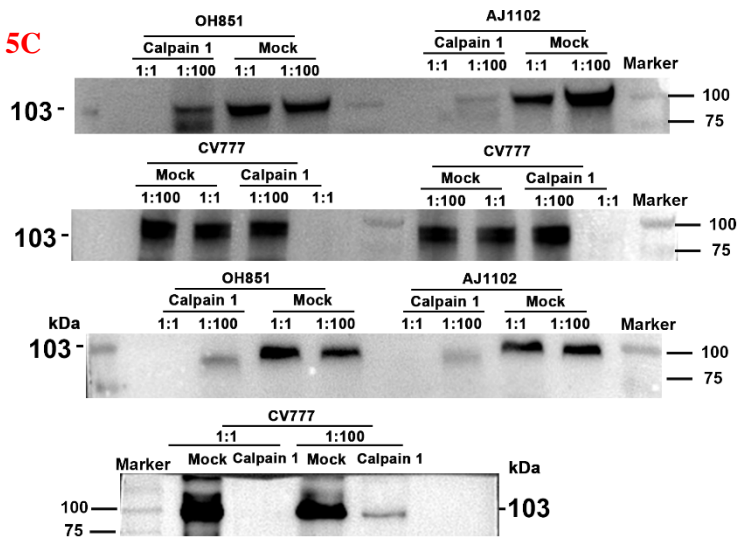 5C
OH851 AJ1102
Calpain 1 Mock Calpain 1 Mock
1:1 1:100 1:1 1:100 1:1 1:100 1:1 1:100 Marker
103 100
75
CV777 CV777
Mock Calpain 1 Mock Calpain 1
1:100 1:1 1:100 1:1 1:100 1:1 1:100 1:1 Marker
103 100
75
OH851 AJ1102
Calpain 1 Mock Calpain 1 Mock
kDa 1:1 1:100 1:1 1:100 1:1 1:100 1:1 1:100 Marker
103 100
75
CV777
1:1 1:100
Marker Mock Calpain 1 Mock Calpain 1 kDa
100 103
75